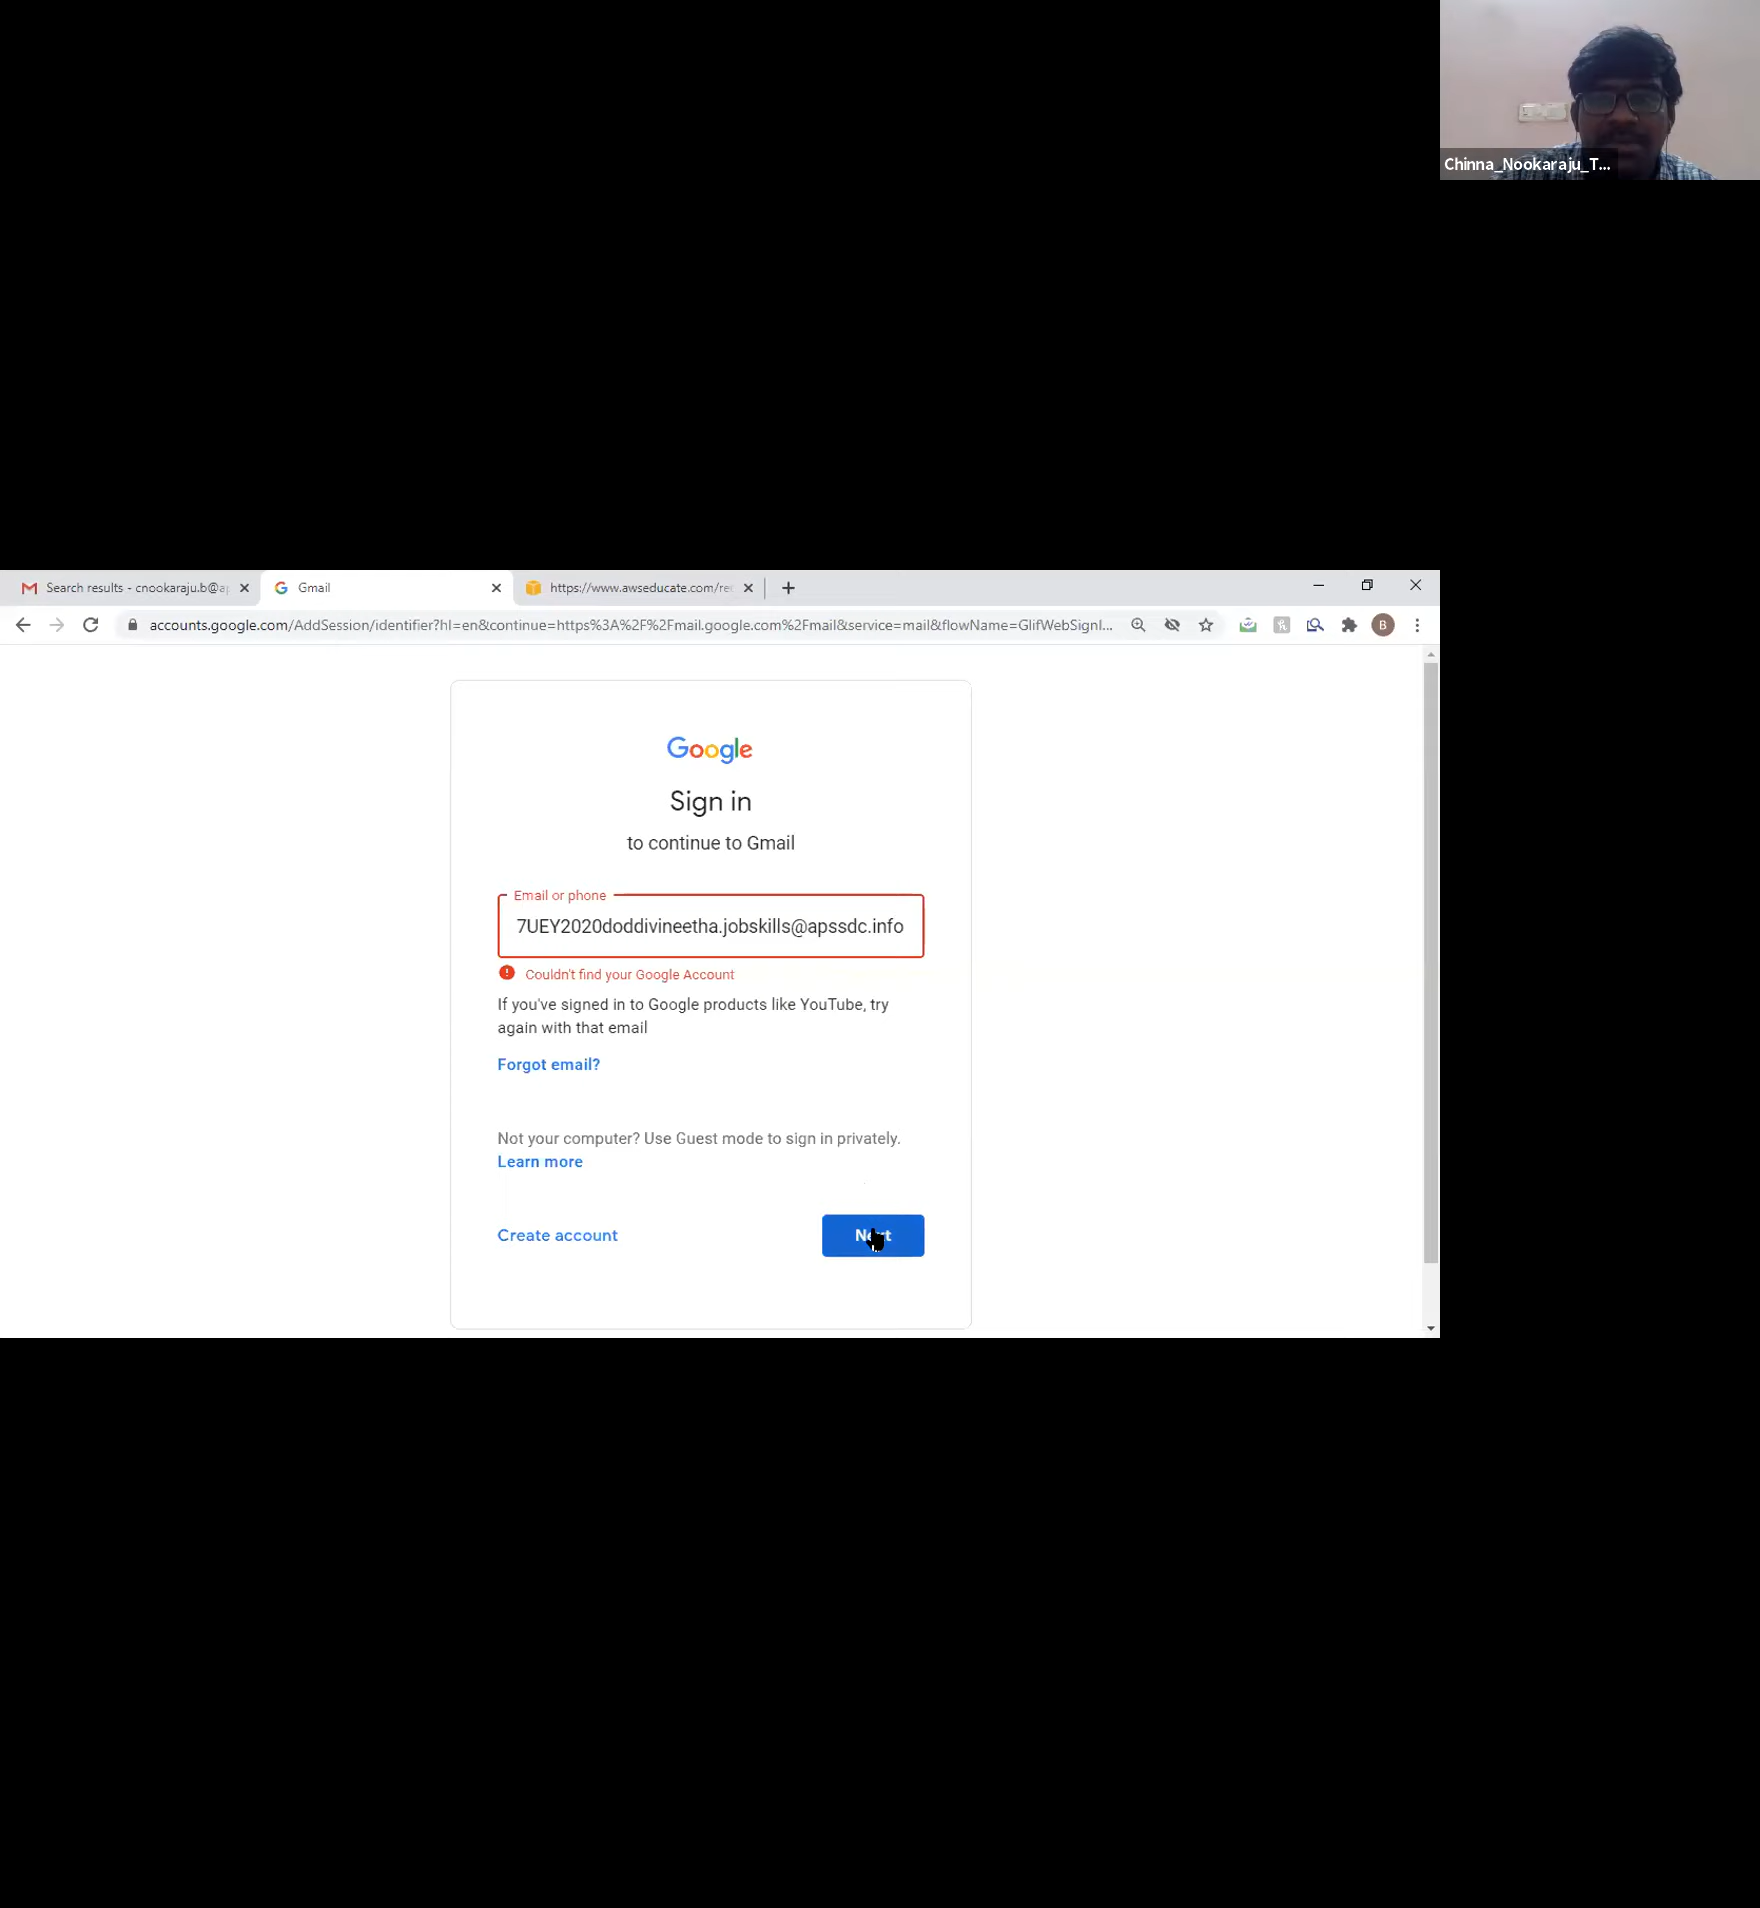 Chinna_Nookaraju_T...
Search results - cnookaraju.b@a
Gmail
https://www.awseducate.com/re
accounts.google.com/AddSession/identifier?hl=en&continue=https%3A%2F%2Fmail.google.com%2Fmail&service=mail&flowName=GlifWebSignI...
B
Google
Sign in
to continue to Gmail
Email or phone
7UEY2020doddivineetha.jobskills@apssdc.info
Couldn't find your Google Account
If you've signed in to Google products like YouTube, try
again with that email
Forgot email?
Not your computer? Use Guest mode to sign in privately.
Learn more
Create account
Next